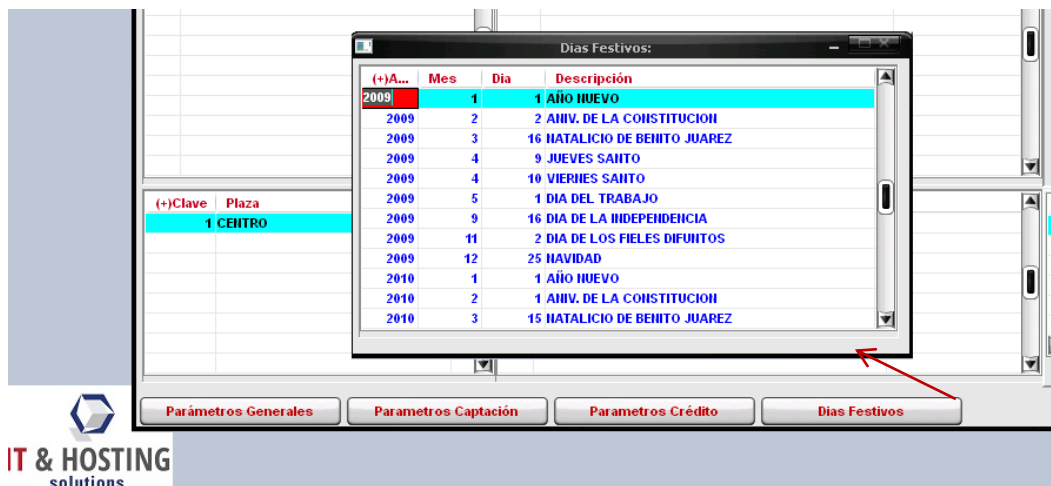 Dias Festivos:
(+)A... Mes Dia Descripción
2009 1 1 AÑO NUEVO
2009 2 2 ANIV. DE LA CONSTITUCION
2009 3 16 NATALICIO DE BENITO JUAREZ
2009 4 9 JUEVES SANTO
2009 4 10 VIERNES SANTO
2009 5 1 DIA DEL TRABAJO
2009 9 16 DIA DE LA INDEPENDENCIA
2009 11 2 DIA DE LOS FIELES DIFUNTOS
2009 12 25 NAVIDAD
2010 1 1 AÑO NUEVO
2010 2 1 ANIV. DE LA CONSTITUCION
2010 3 15 NATALICIO DE BENITO JUAREZ
(+)Clave Plaza
1 CENTRO
Parámetros Generales Parametros Captación Parametros Crédito Dias Festivos
IT & HOSTING
solutions